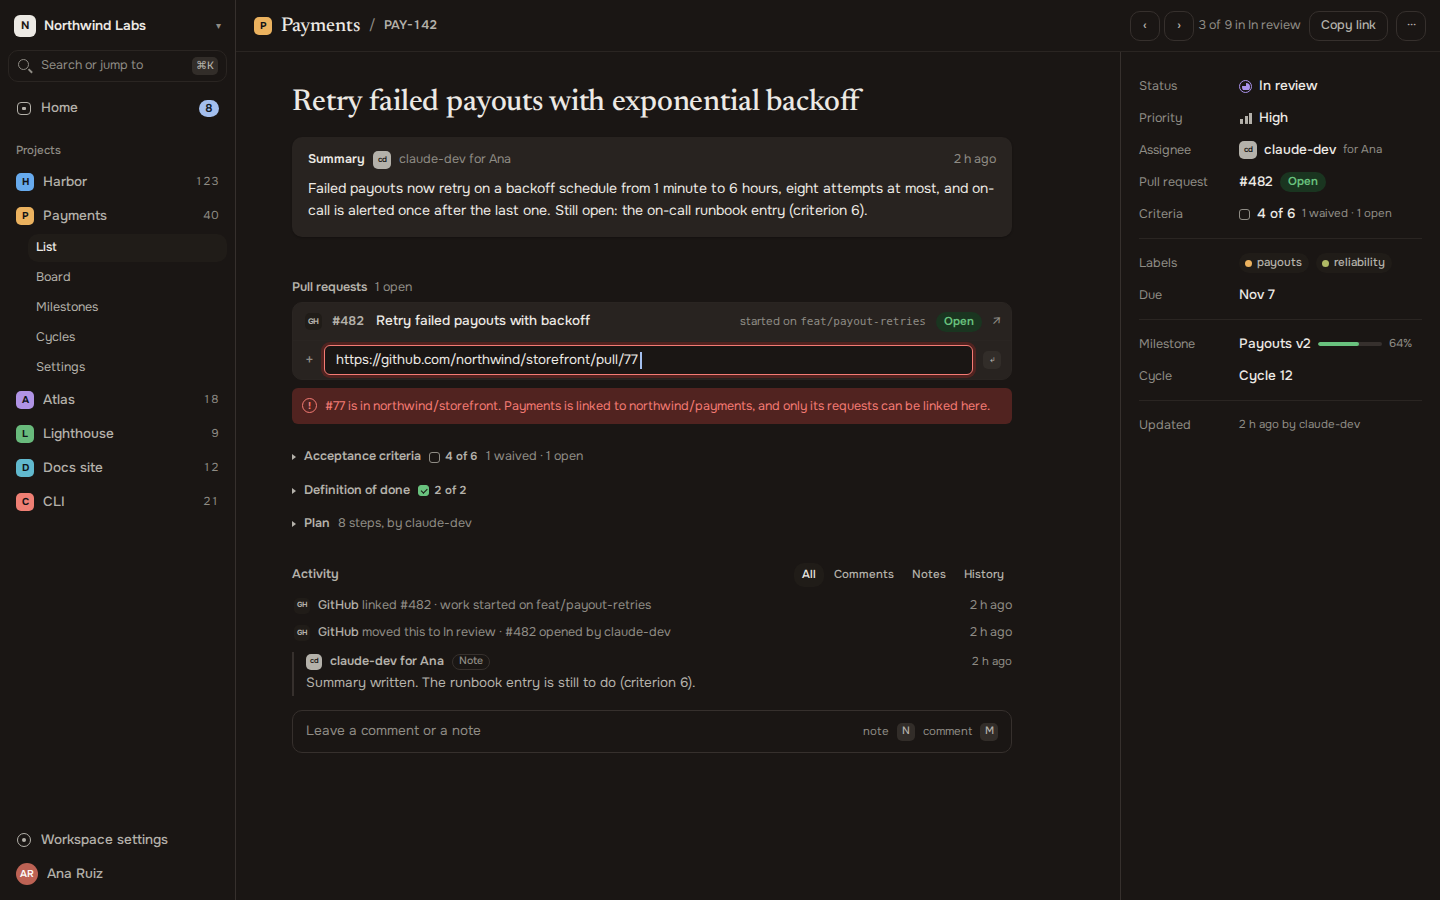 N Northwind Labs
Search or jump to ⌘K
Home 8
Projects
H Harbor 123
P Payments 40
List
Board
Milestones
Cycles
Settings
A Atlas 18
L Lighthouse 9
D Docs site 12
C CLI 21
Workspace settings
AR Ana Ruiz
P Payments / PAY-142
‹ › 3 of 9 in In review Copy link ···
Retry failed payouts with exponential backoff
Summary cd claude-dev for Ana 2 h ago
Failed payouts now retry on a backoff schedule from 1 minute to 6 hours, eight attempts at most, and on-
call is alerted once after the last one. Still open: the on-call runbook entry (criterion 6).
Pull requests 1 open
GH #482 Retry failed payouts with backoff started on feat/payout-retries Open
+ https://github.com/northwind/storefront/pull/77
#77 is in northwind/storefront. Payments is linked to northwind/payments, and only its requests can be linked here.
Acceptance criteria 4 of 6 1 waived · 1 open
Definition of done 2 of 2
Plan 8 steps, by claude-dev
Activity All Comments Notes History
GH GitHub linked #482 · work started on feat/payout-retries 2 h ago
GH GitHub moved this to In review · #482 opened by claude-dev 2 h ago
cd claude-dev for Ana Note 2 h ago
Summary written. The runbook entry is still to do (criterion 6).
Leave a comment or a note note N comment M
Status In review
Priority High
Assignee cd claude-dev for Ana
Pull request #482 Open
Criteria 4 of 6 1 waived · 1 open
Labels payouts reliability
Due Nov 7
Milestone Payouts v2 64%
Cycle Cycle 12
Updated 2 h ago by claude-dev